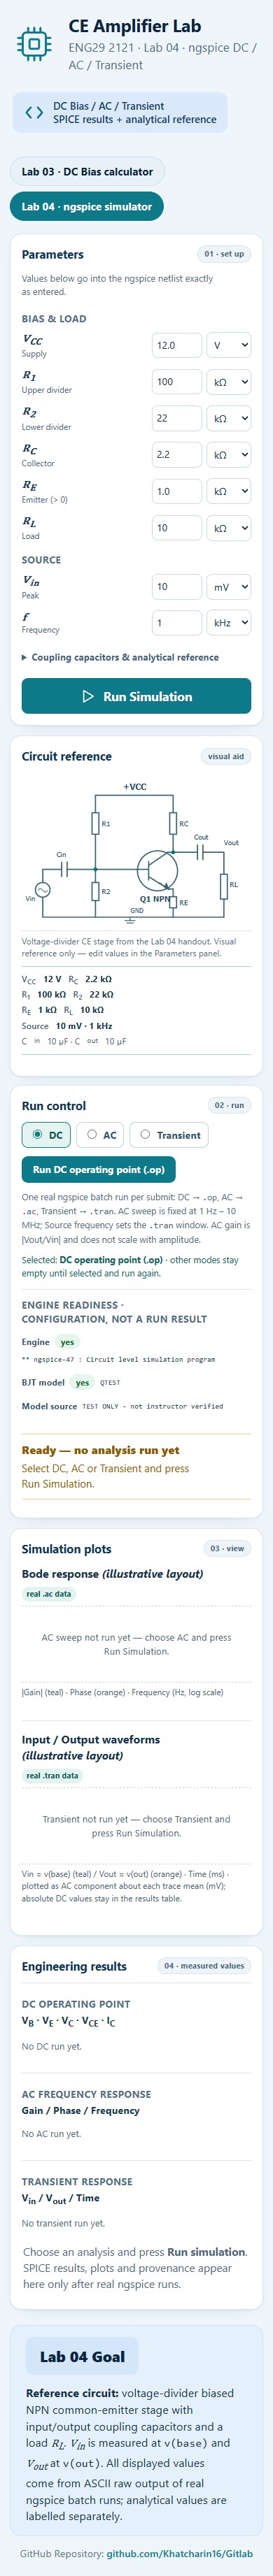 CE Amplifier Lab
ENG29 2121 · Lab 04 · ngspice DC /
AC / Transient
DC Bias / AC / Transient
SPICE results + analytical reference
Lab 03 · DC Bias calculator
Lab 04 · ngspice simulator
Parameters
01 · set up
Values below go into the ngspice netlist exactly
as entered.
BIAS & LOAD
VCC
12.0 V
Supply
R1
100 kΩ
Upper divider
R2
22 kΩ
Lower divider
RC
2.2 kΩ
Collector
RE
1.0 kΩ
Emitter (> 0)
RL
10 kΩ
Load
SOURCE
Vin
10 mV
Peak
f
1 kHz
Frequency
▸ Coupling capacitors & analytical reference
Run Simulation
Circuit reference
visual aid
+VCC
R1
RC
Cin
Cout
Vout
Vin
R2
Q1 NPN
RE
RL
GND
Voltage-divider CE stage from the Lab 04 handout. Visual
reference only — edit values in the Parameters panel.
VCC 12 V RC 2.2 kΩ
R1 100 kΩ R2 22 kΩ
RE 1 kΩ RL 10 kΩ
Source 10 mV · 1 kHz
C in 10 µF · C out 10 µF
Run control
02 · run
DC
AC
Transient
Run DC operating point (.op)
One real ngspice batch run per submit: DC → .op, AC →
.ac, Transient → .tran. AC sweep is fixed at 1 Hz – 10
MHz; Source frequency sets the .tran window. AC gain is
|Vout/Vin| and does not scale with amplitude.
Selected: DC operating point (.op) · other modes stay
empty until selected and run again.
ENGINE READINESS ·
CONFIGURATION, NOT A RUN RESULT
Engine yes
** ngspice-47 : Circuit level simulation program
BJT model yes QTEST
Model source TEST ONLY - not instructor verified
Ready — no analysis run yet
Select DC, AC or Transient and press
Run Simulation.
Simulation plots
03 · view
Bode response (illustrative layout)
real .ac data
AC sweep not run yet — choose AC and press
Run Simulation.
|Gain| (teal) · Phase (orange) · Frequency (Hz, log scale)
Input / Output waveforms
(illustrative layout)
real .tran data
Transient not run yet — choose Transient and
press Run Simulation.
Vin = v(base) (teal) / Vout = v(out) (orange) · Time (ms) ·
plotted as AC component about each trace mean (mV);
absolute DC values stay in the results table.
Engineering results
04 · measured values
DC OPERATING POINT
VB · VE · VC · VCE · IC
No DC run yet.
AC FREQUENCY RESPONSE
Gain / Phase / Frequency
No AC run yet.
TRANSIENT RESPONSE
Vin / Vout / Time
No transient run yet.
Choose an analysis and press Run simulation.
SPICE results, plots and provenance appear
here only after real ngspice runs.
Lab 04 Goal
Reference circuit: voltage-divider biased
NPN common-emitter stage with
input/output coupling capacitors and a
load RL. Vin is measured at v(base) and
Vout at v(out). All displayed values
come from ASCII raw output of real
ngspice batch runs; analytical values are
labelled separately.
GitHub Repository: github.com/Khatcharin16/Gitlab